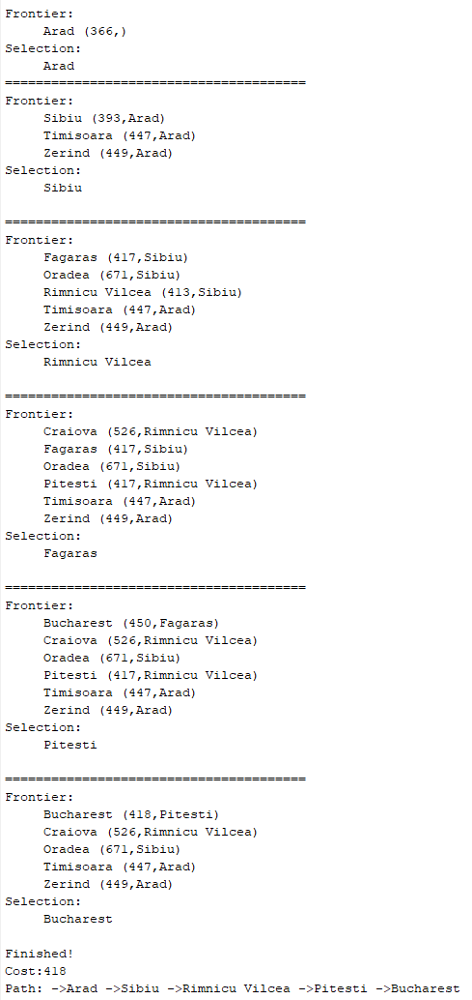 Frontier:
     Arad (366,)
Selection:
     Arad
=======================================
Frontier:
     Sibiu (393,Arad)
     Timisoara (447,Arad)
     Zerind (449,Arad)
Selection:
     Sibiu

=======================================
Frontier:
     Fagaras (417,Sibiu)
     Oradea (671,Sibiu)
     Rimnicu Vilcea (413,Sibiu)
     Timisoara (447,Arad)
     Zerind (449,Arad)
Selection:
     Rimnicu Vilcea

=======================================
Frontier:
     Craiova (526,Rimnicu Vilcea)
     Fagaras (417,Sibiu)
     Oradea (671,Sibiu)
     Pitesti (417,Rimnicu Vilcea)
     Timisoara (447,Arad)
     Zerind (449,Arad)
Selection:
     Fagaras

=======================================
Frontier:
     Bucharest (450,Fagaras)
     Craiova (526,Rimnicu Vilcea)
     Oradea (671,Sibiu)
     Pitesti (417,Rimnicu Vilcea)
     Timisoara (447,Arad)
     Zerind (449,Arad)
Selection:
     Pitesti

=======================================
Frontier:
     Bucharest (418,Pitesti)
     Craiova (526,Rimnicu Vilcea)
     Oradea (671,Sibiu)
     Timisoara (447,Arad)
     Zerind (449,Arad)
Selection:
     Bucharest

Finished!
Cost:418
Path: ->Arad ->Sibiu ->Rimnicu Vilcea ->Pitesti ->Bucharest